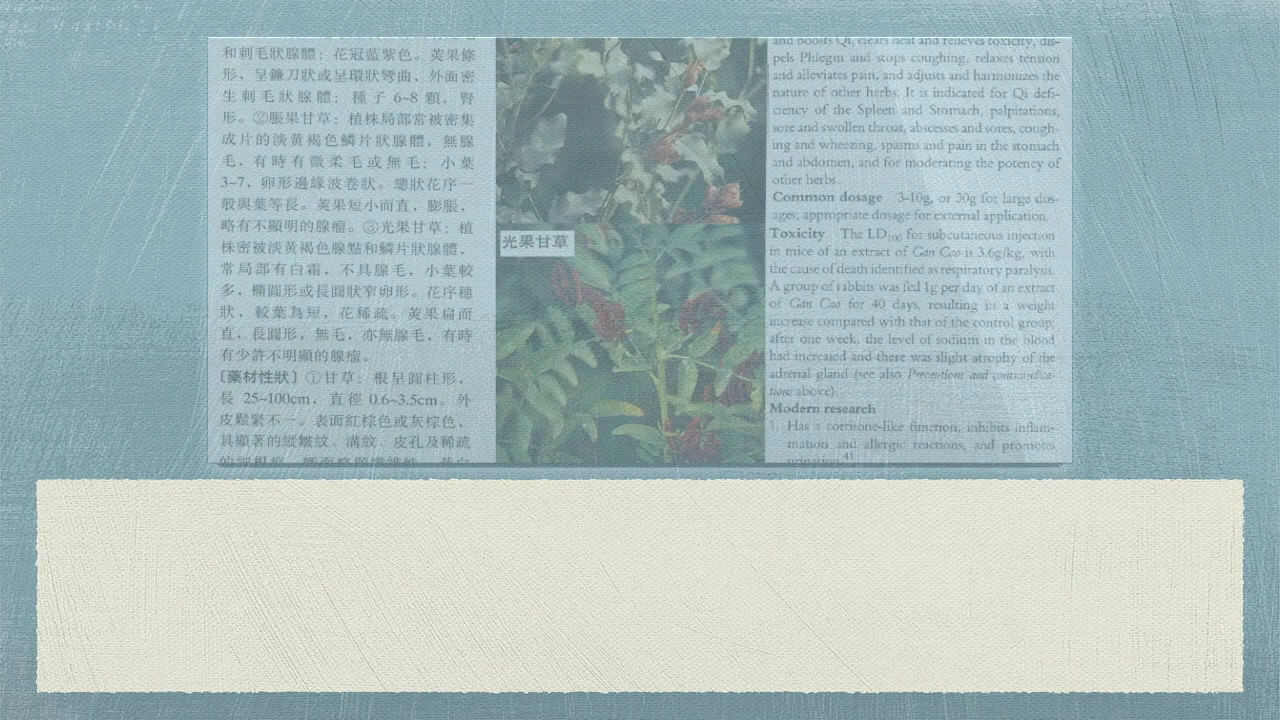 和刺毛狀腺體；花冠藍紫色。莢果條
形，呈鐮刀狀或呈環狀彎曲，外面密
生刺毛狀腺體；種子 6~8 顆，腎
形。②脹果甘草：植株局部常被密集
成片的淡黃褐色鱗片狀腺體，無腺
毛，有時有微柔毛或無毛；小葉
3~7，卵形邊緣波卷狀。總狀花序一
般與葉等長。莢果短小而直，膨脹，
略有不明顯的腺瘤。③光果甘草：植
株密被淡黃褐色腺點和鱗片狀腺體，
常局部有白霜，不具腺毛，小葉較
多，橢圓形或長圓狀窄卵形。花序穗
狀，較葉為短，花稀疏。莢果扁而
直，長圓形，無毛，亦無腺毛，有時
有少許不明顯的腺瘤。
〔藥材性狀〕①甘草：根呈圓柱形，
長 25~100cm，直徑 0.6~3.5cm。外
皮鬆緊不一。表面紅棕色或灰棕色，
具顯著的縱皺紋、溝紋、皮孔及稀疏
光果甘草
and boosts Qi, clears heat and relieves toxicity, dis-
pels Phlegm and stops coughing, relaxes tension
and alleviates pain, and adjusts and harmonizes the
nature of other herbs. It is indicated for Qi defi-
ciency of the Spleen and Stomach, palpitations,
sore and swollen throat, abscesses and sores, cough-
ing and wheezing, spasms and pain in the stomach
and abdomen, and for moderating the potency of
other herbs.
Common dosage 3-10g, or 30g for large dos-
ages; appropriate dosage for external application.
Toxicity The LD₁₀₀ for subcutaneous injection
in mice of an extract of Gan Cao is 3.6g/kg, with
the cause of death identified as respiratory paralysis.
A group of rabbits was fed 1g per day of an extract
of Gan Cao for 40 days, resulting in a weight
increase compared with that of the control group;
after one week, the level of sodium in the blood
had increased and there was slight atrophy of the
adrenal gland (see also Precautions and contraindica-
tions above).
Modern research
1. Has a cortisone-like function, inhibits inflam-
mation and allergic reactions, and promotes
urination